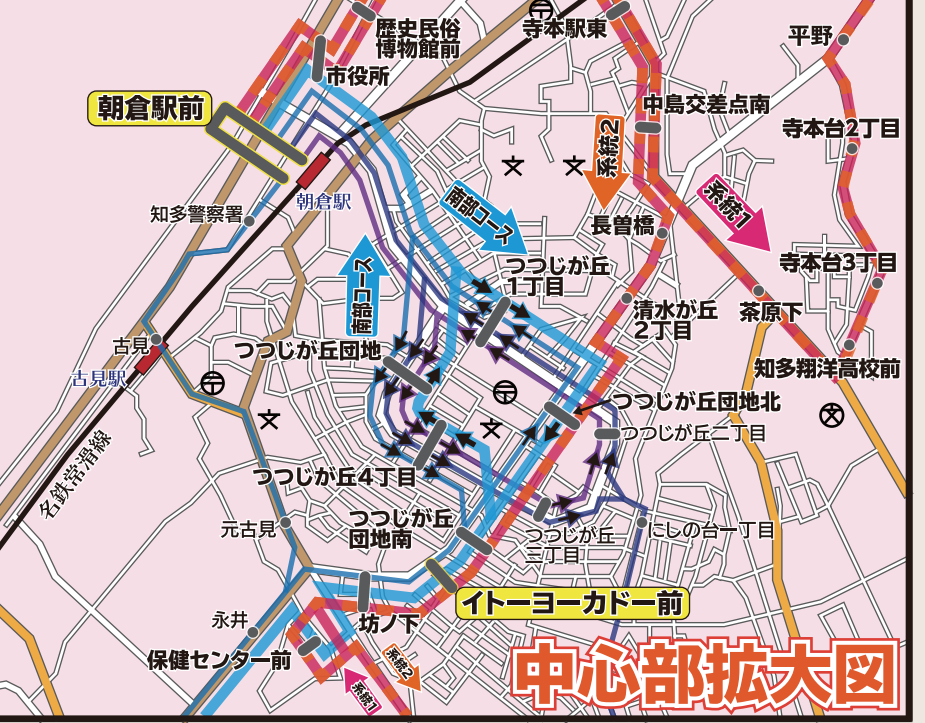 歴史民俗
博物館前
寺本駅東
平野
市役所
朝倉駅前
中島交差点南
寺本台2丁目
系統2
系統1
朝倉駅
知多警察署
南部コース
長曽橋
寺本台3丁目
つつじが丘
1丁目
南部コース
清水が丘
2丁目
茶原下
古見
つつじが丘団地
古見駅
知多翔洋高校前
つつじが丘団地北
つつじが丘二丁目
名鉄常滑線
つつじが丘4丁目
元古見
つつじが丘
団地南
つつじが丘
三丁目
にしの台一丁目
イトーヨーカドー前
永井
坊ノ下
保健センター前
系統2
系統1
中心部拡大図